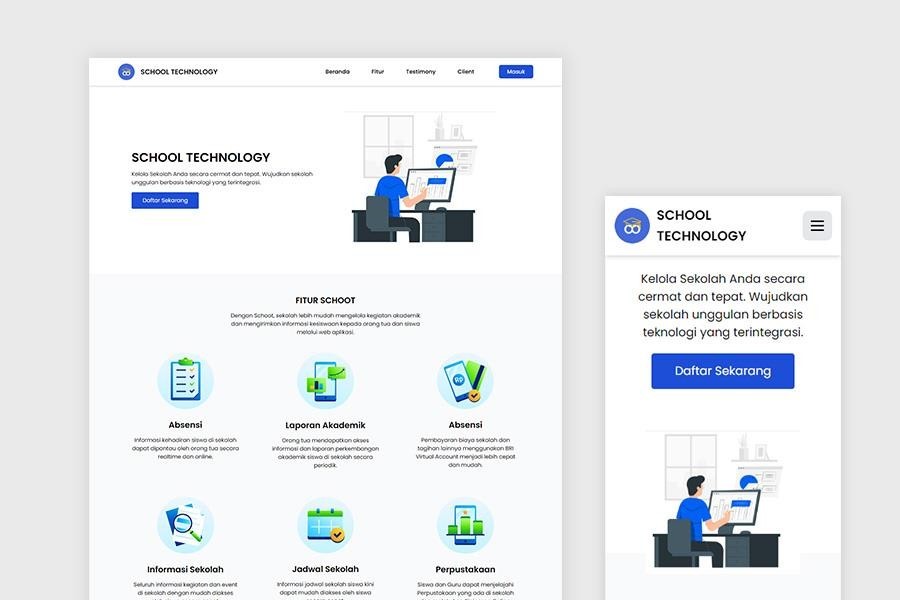 SCHOOL TECHNOLOGY
Beranda Fitur Testimony Client Masuk
SCHOOL TECHNOLOGY
Kelola Sekolah Anda secara cermat dan tepat. Wujudkan sekolah
unggulan berbasis teknologi yang terintegrasi.
Daftar Sekarang
FITUR SCHOOT
Dengan Schoot, sekolah lebih mudah mengelola kegiatan akademik
dan mengirimkan informasi kesiswaan kepada orang tua dan siswa
melalui web aplikasi.
Absensi
Informasi kehadiran siswa di sekolah
dapat dipantau oleh orang tua secara
realtime dan online.
Laporan Akademik
Orang tua mendapatkan akses
informasi dan laporan perkembangan
akademik siswa di sekolah secara
periodik.
RP
Absensi
Pembayaran biaya sekolah dan
tagihan lainnya menggunakan BRI
Virtual Account menjadi lebih cepat
dan mudah.
Informasi Sekolah
Seluruh informasi kegiatan dan event
di sekolah dengan mudah diakses
Jadwal Sekolah
Informasi jadwal sekolah siswa kini
dapat mudah diakses oleh siswa
Perpustakaan
Siswa dan Guru dapat menjelajahi
Perpustakaan yang ada di sekolah
SCHOOL
TECHNOLOGY
Kelola Sekolah Anda secara
cermat dan tepat. Wujudkan
sekolah unggulan berbasis
teknologi yang terintegrasi.
Daftar Sekarang